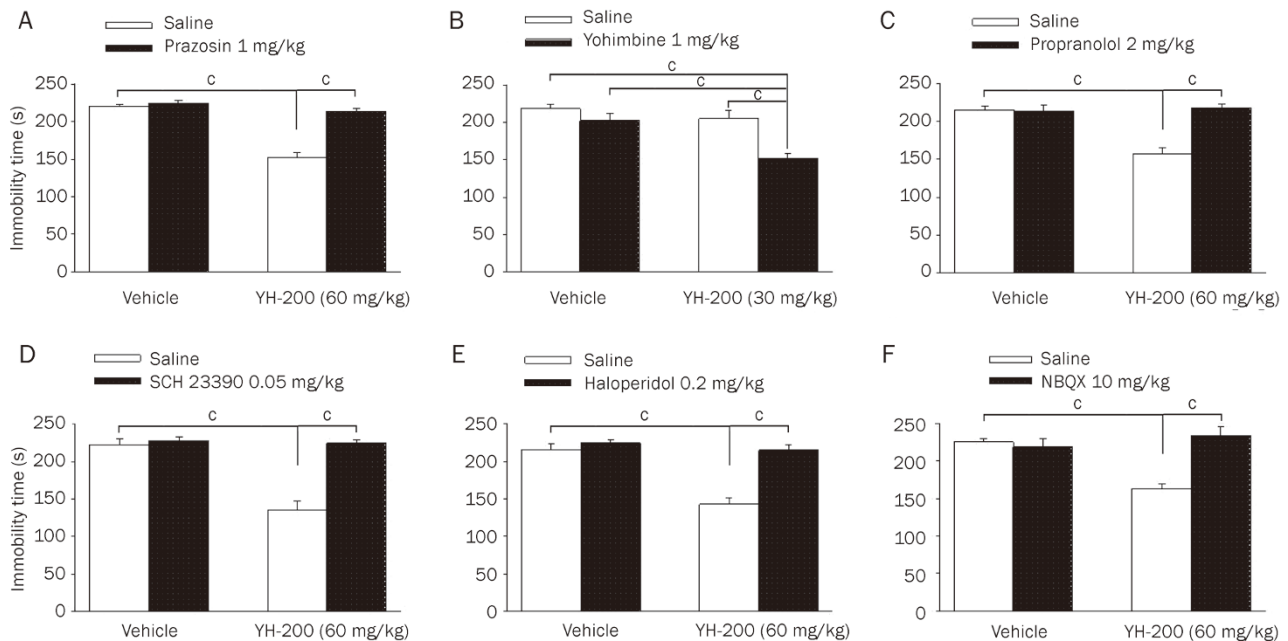 A
Saline
Prazosin 1 mg/kg
Immobility time (s)
250
200
150
100
50
0
c
c
Vehicle
YH-200 (60 mg/kg)
B
Saline
Yohimbine 1 mg/kg
250
200
150
100
50
0
c
c
c
Vehicle
YH-200 (30 mg/kg)
C
Saline
Propranolol 2 mg/kg
250
200
150
100
50
0
c
c
Vehicle
YH-200 (60 mg/kg)
D
Saline
SCH 23390 0.05 mg/kg
Immobility time (s)
250
200
150
100
50
0
c
c
Vehicle
YH-200 (60 mg/kg)
E
Saline
Haloperidol 0.2 mg/kg
250
200
150
100
50
0
c
c
Vehicle
YH-200 (60 mg/kg)
F
Saline
NBQX 10 mg/kg
250
200
150
100
50
0
c
c
Vehicle
YH-200 (60 mg/kg)